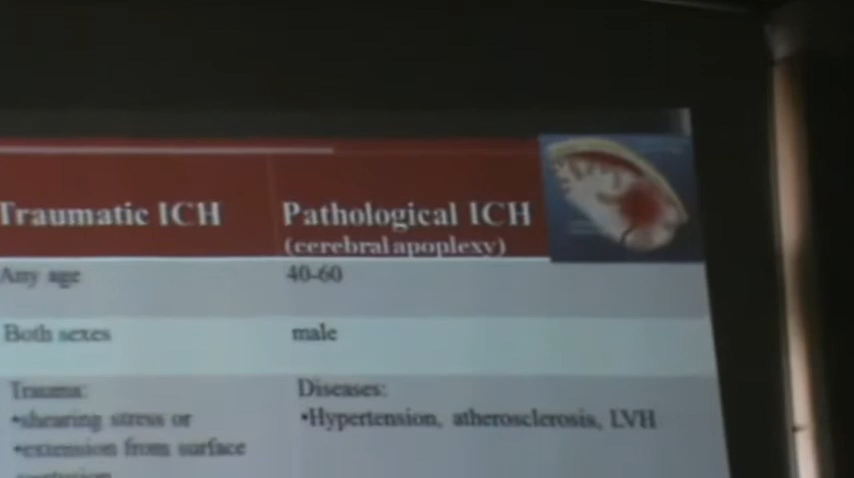 Traumatic ICH Pathological ICH
(cerebral apoplexy)
Any age 40-60
Both sexes male
Trauma: Diseases:
•shearing stress or •Hypertension, atherosclerosis, LVH
•extension from surface
contusion